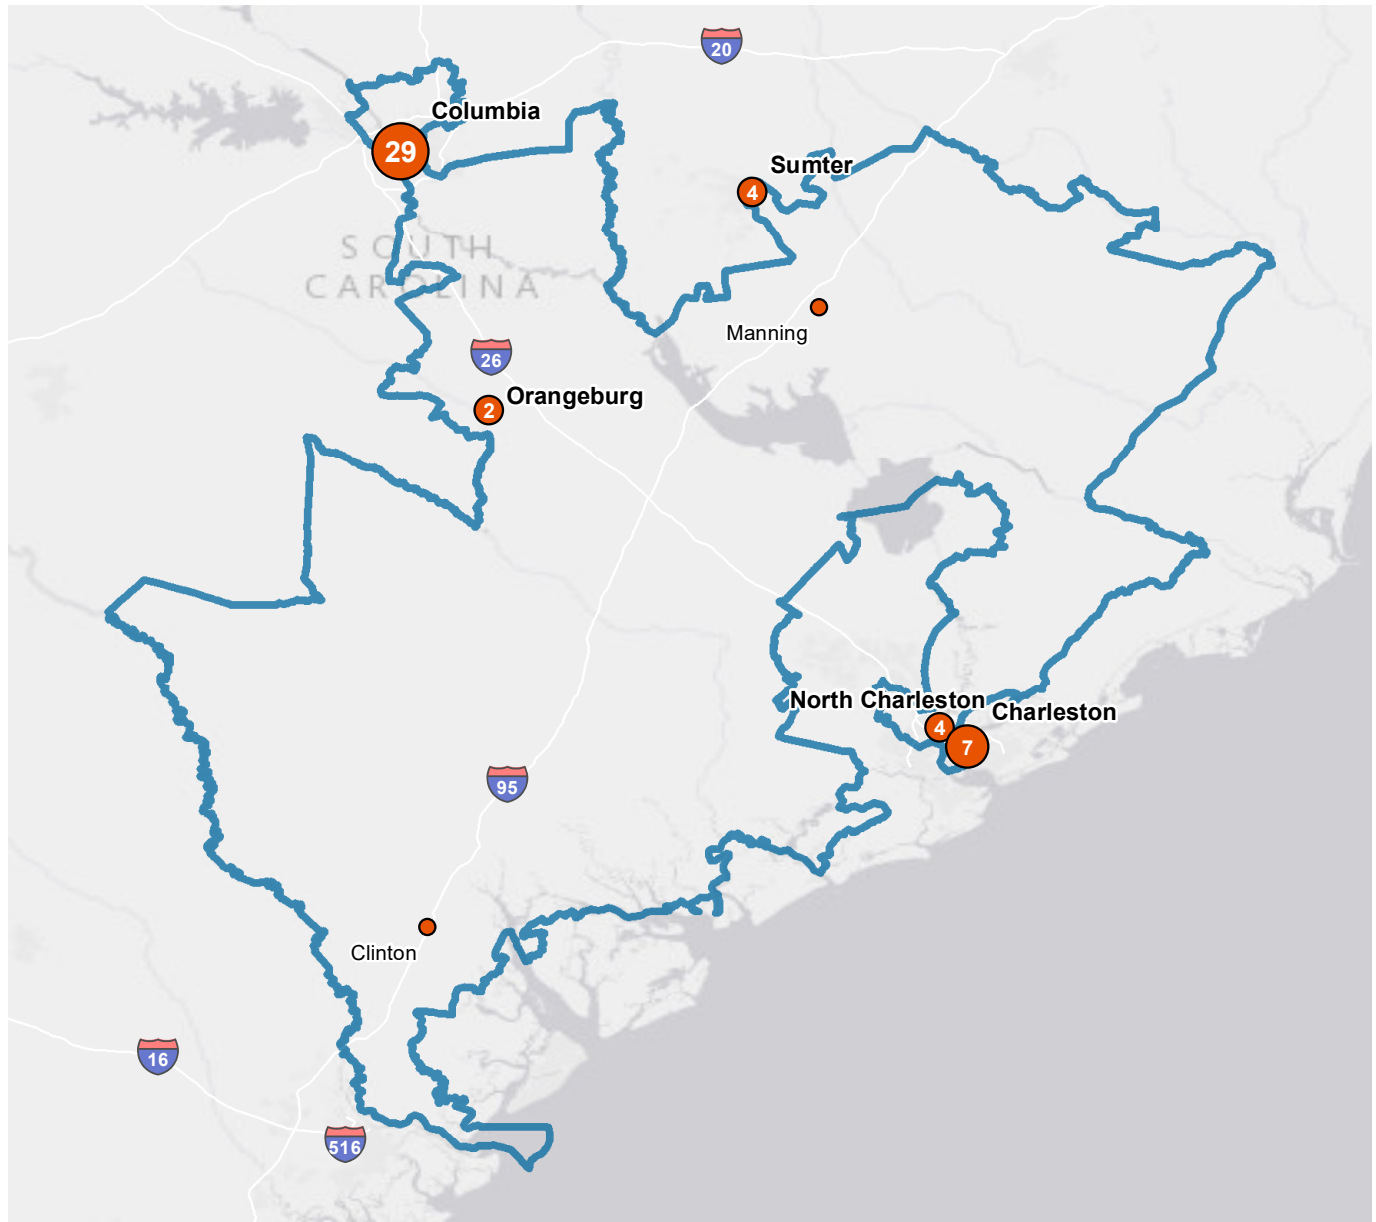 20
Columbia
29
Sumter
4
SOUTH
CAROLINA
Manning
26
Orangeburg
2
North Charleston
Charleston
4
7
95
Clinton
16
516